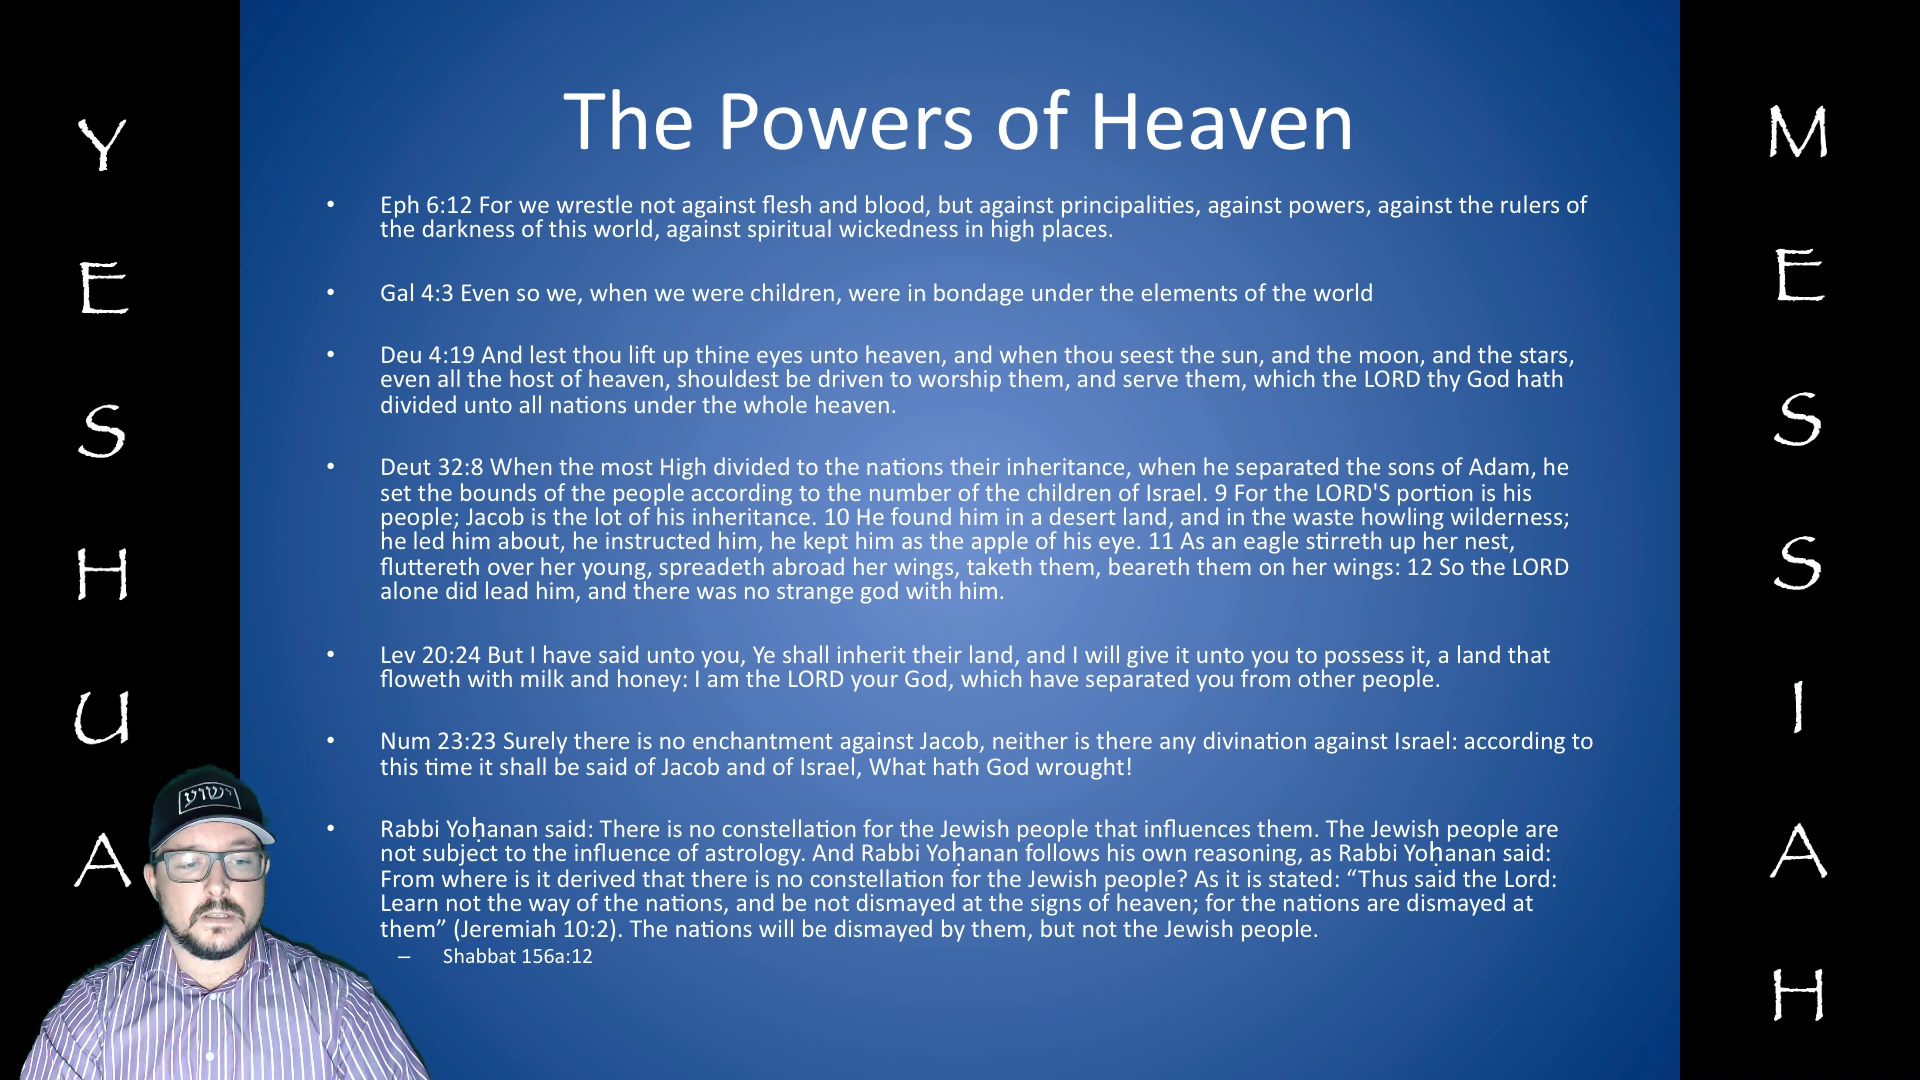 The Powers of Heaven
• Eph 6:12 For we wrestle not against flesh and blood, but against principalities, against powers, against the rulers of
the darkness of this world, against spiritual wickedness in high places.
• Gal 4:3 Even so we, when we were children, were in bondage under the elements of the world
• Deu 4:19 And lest thou lift up thine eyes unto heaven, and when thou seest the sun, and the moon, and the stars,
even all the host of heaven, shouldest be driven to worship them, and serve them, which the LORD thy God hath
divided unto all nations under the whole heaven.
• Deut 32:8 When the most High divided to the nations their inheritance, when he separated the sons of Adam, he
set the bounds of the people according to the number of the children of Israel. 9 For the LORD'S portion is his
people; Jacob is the lot of his inheritance. 10 He found him in a desert land, and in the waste howling wilderness;
he led him about, he instructed him, he kept him as the apple of his eye. 11 As an eagle stirreth up her nest,
fluttereth over her young, spreadeth abroad her wings, taketh them, beareth them on her wings: 12 So the LORD
alone did lead him, and there was no strange god with him.
• Lev 20:24 But I have said unto you, Ye shall inherit their land, and I will give it unto you to possess it, a land that
floweth with milk and honey: I am the LORD your God, which have separated you from other people.
• Num 23:23 Surely there is no enchantment against Jacob, neither is there any divination against Israel: according to
this time it shall be said of Jacob and of Israel, What hath God wrought!
• Rabbi Yoḥanan said: There is no constellation for the Jewish people that influences them. The Jewish people are
not subject to the influence of astrology. And Rabbi Yoḥanan follows his own reasoning, as Rabbi Yoḥanan said:
From where is it derived that there is no constellation for the Jewish people? As it is stated: “Thus said the Lord:
Learn not the way of the nations, and be not dismayed at the signs of heaven; for the nations are dismayed at
them” (Jeremiah 10:2). The nations will be dismayed by them, but not the Jewish people.
– Shabbat 156a:12
YESHUA
MESSIAH
ישוע